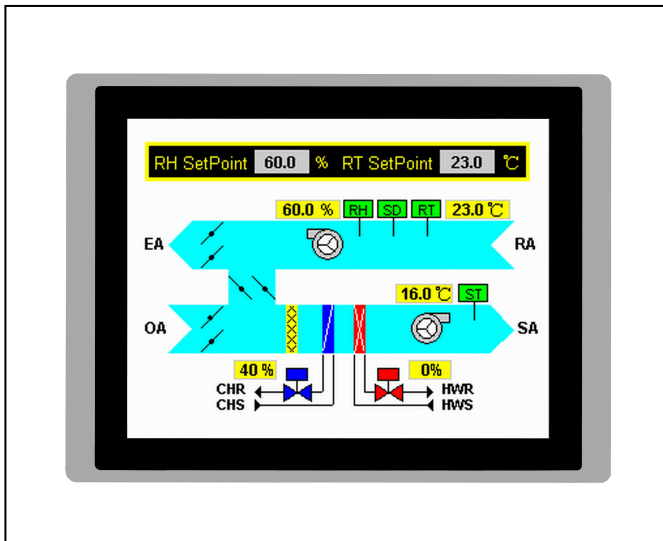 RH SetPoint 60.0 % RT SetPoint 23.0 ℃
60.0 % RH SD RT 23.0 ℃
EA RA
16.0 ℃ ST
OA SA
40 % 0%
CHR HWR
CHS HWS